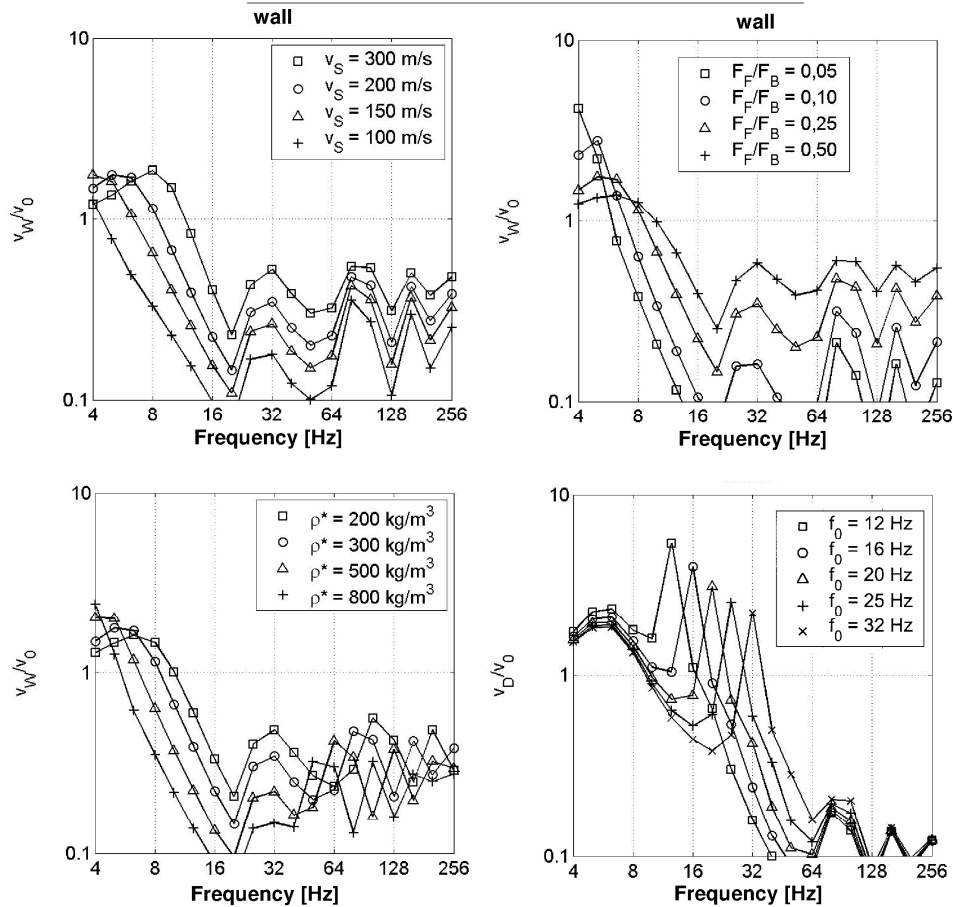 wall
10
1
0.1
v_W/v_0
v_S = 300 m/s
v_S = 200 m/s
v_S = 150 m/s
v_S = 100 m/s
4 8 16 32 64 128 256
Frequency [Hz]
wall
10
1
0.1
v_W/v_0
F_F/F_B = 0,05
F_F/F_B = 0,10
F_F/F_B = 0,25
F_F/F_B = 0,50
4 8 16 32 64 128 256
Frequency [Hz]
10
1
0.1
v_W/v_0
ρ* = 200 kg/m³
ρ* = 300 kg/m³
ρ* = 500 kg/m³
ρ* = 800 kg/m³
4 8 16 32 64 128 256
Frequency [Hz]
10
1
0.1
v_D/v_0
f_0 = 12 Hz
f_0 = 16 Hz
f_0 = 20 Hz
f_0 = 25 Hz
f_0 = 32 Hz
4 8 16 32 64 128 256
Frequency [Hz]